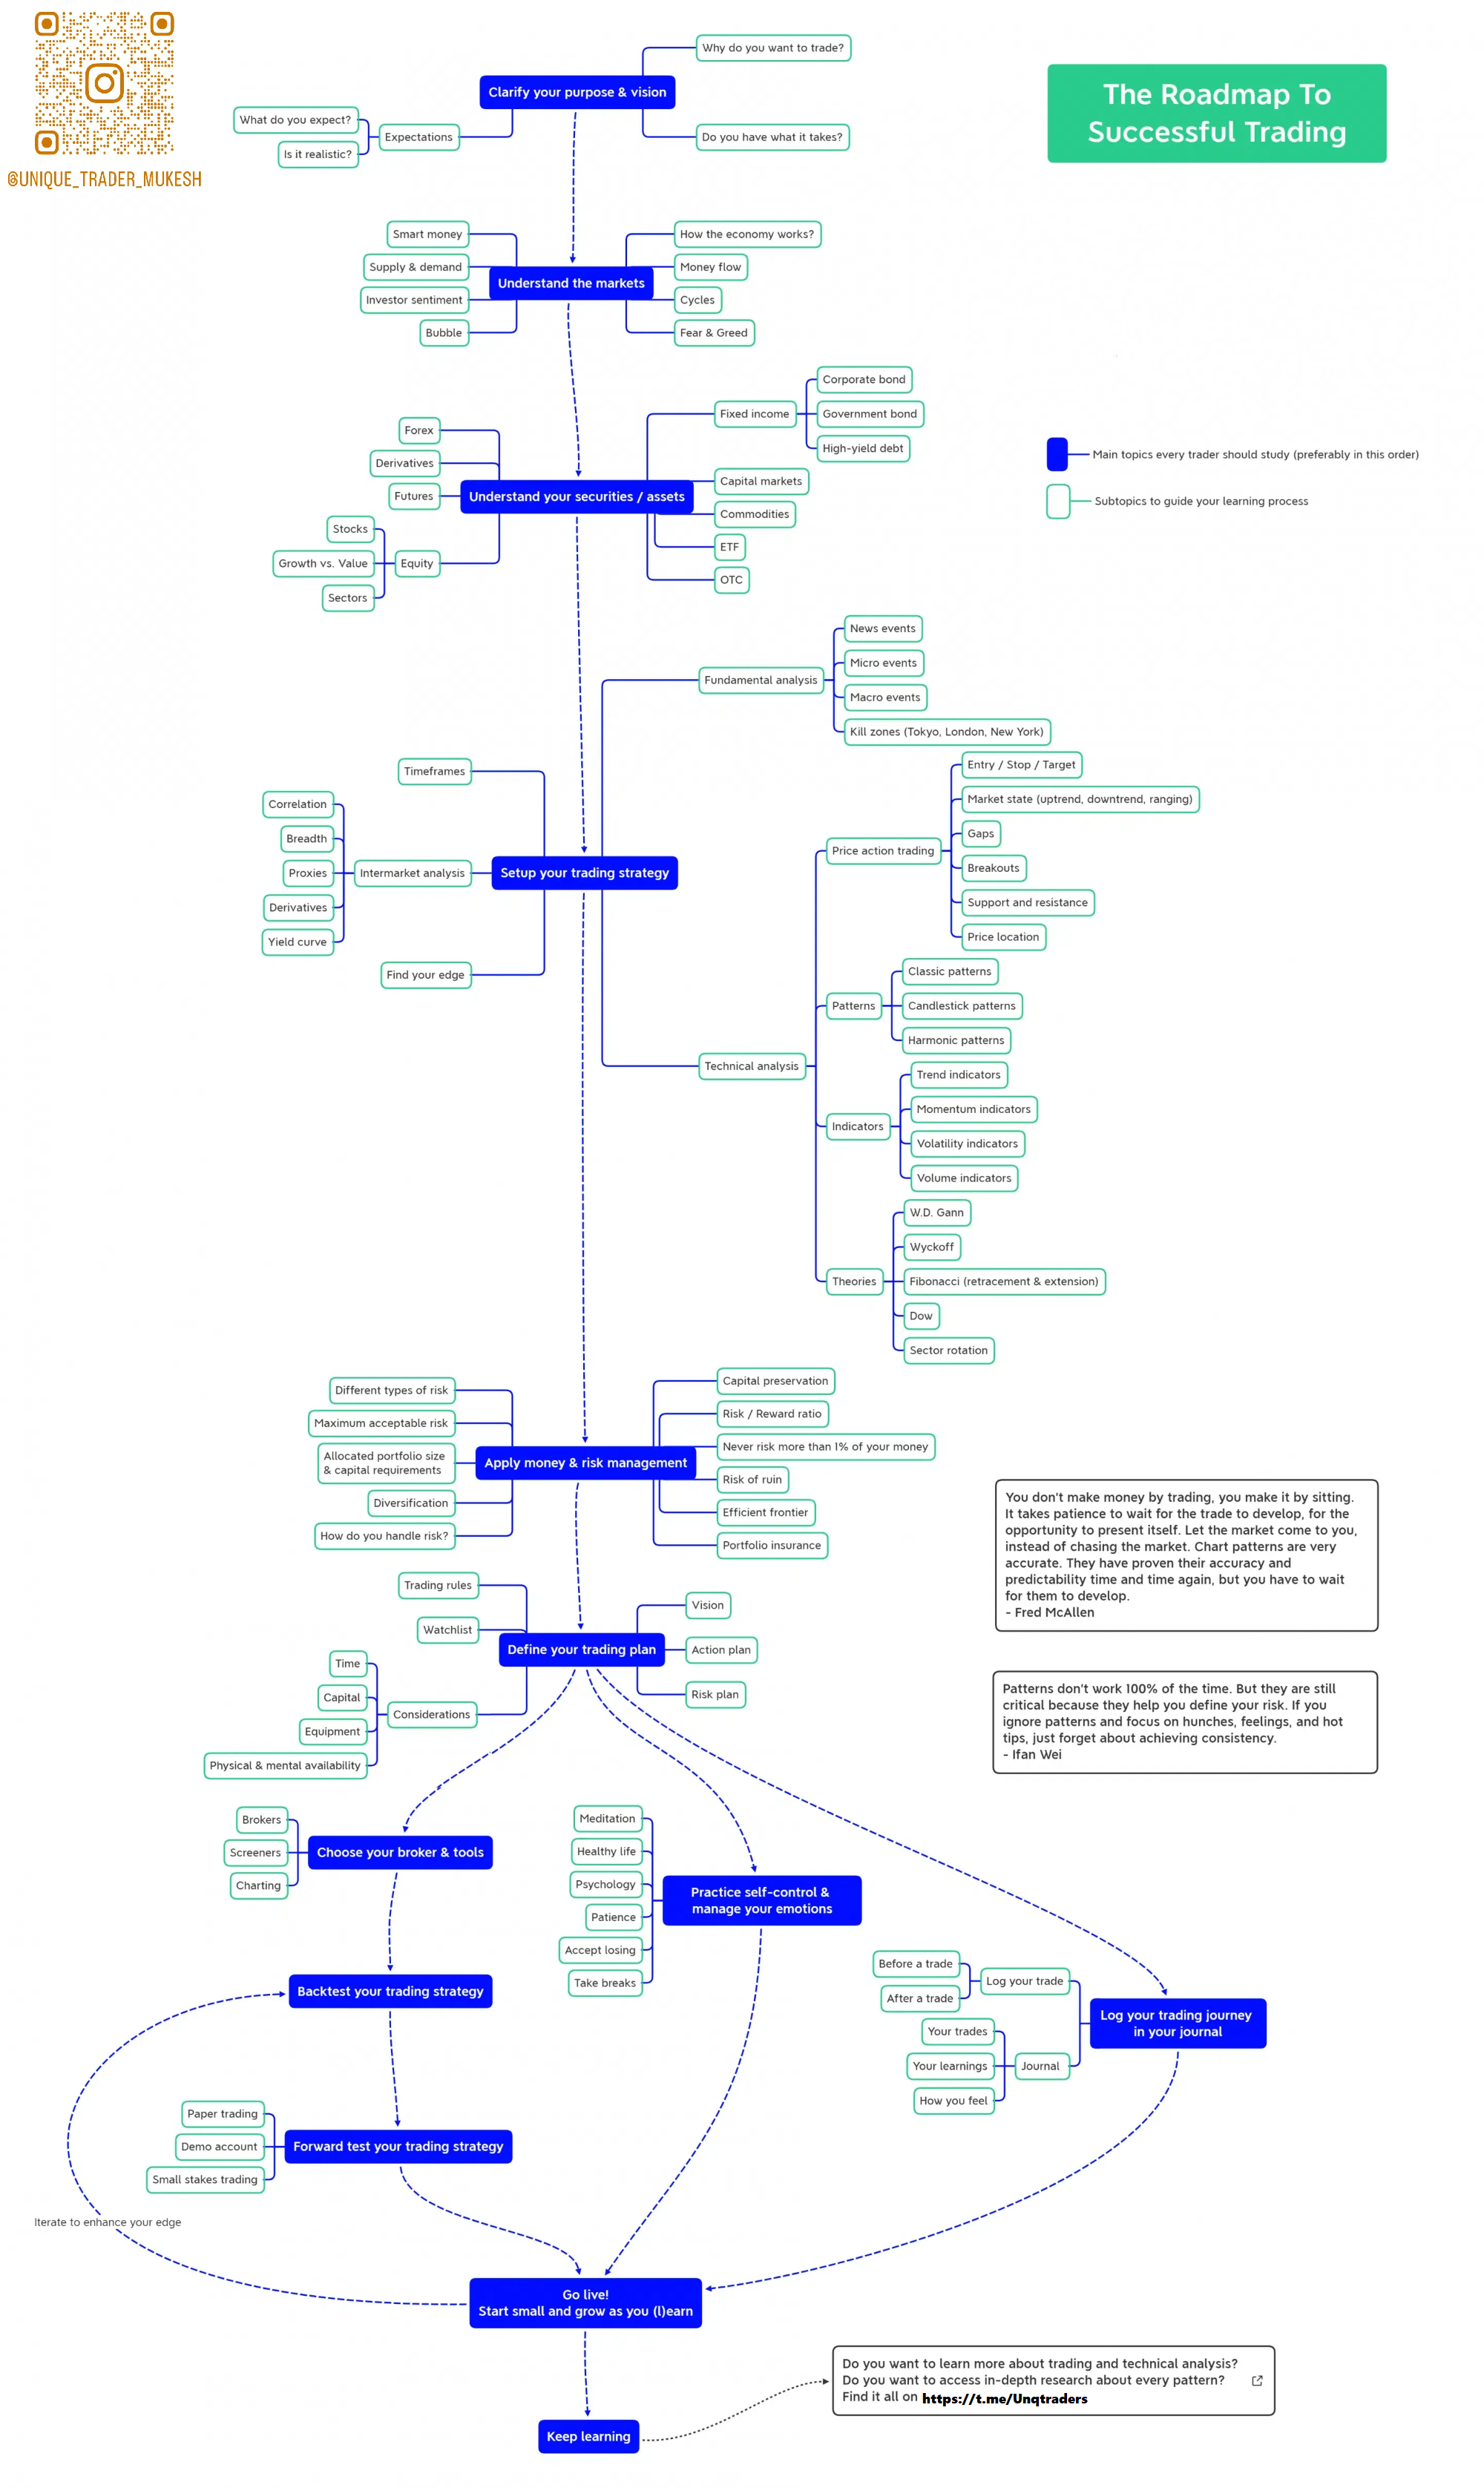 The Roadmap To
Successful Trading
@UNIQUE_TRADER_MUKESH
Why do you want to trade?
Clarify your purpose & vision
What do you expect?
Expectations
Do you have what it takes?
Is it realistic?
Smart money
How the economy works?
Supply & demand
Money flow
Understand the markets
Investor sentiment
Cycles
Bubble
Fear & Greed
Corporate bond
Fixed income
Government bond
High-yield debt
Forex
Derivatives
Capital markets
Futures
Understand your securities / assets
Commodities
Stocks
ETF
Growth vs. Value
Equity
OTC
Sectors
Main topics every trader should study (preferably in this order)
Subtopics to guide your learning process
News events
Micro events
Fundamental analysis
Macro events
Kill zones (Tokyo, London, New York)
Timeframes
Correlation
Breadth
Proxies
Intermarket analysis
Setup your trading strategy
Derivatives
Yield curve
Find your edge
Entry / Stop / Target
Market state (uptrend, downtrend, ranging)
Gaps
Price action trading
Breakouts
Support and resistance
Price location
Classic patterns
Patterns
Candlestick patterns
Harmonic patterns
Technical analysis
Trend indicators
Momentum indicators
Indicators
Volatility indicators
Volume indicators
W.D. Gann
Wyckoff
Theories
Fibonacci (retracement & extension)
Dow
Sector rotation
Different types of risk
Capital preservation
Maximum acceptable risk
Risk / Reward ratio
Allocated portfolio size
& capital requirements
Apply money & risk management
Never risk more than 1% of your money
Risk of ruin
Diversification
Efficient frontier
How do you handle risk?
Portfolio insurance
You don't make money by trading, you make it by sitting.
It takes patience to wait for the trade to develop, for the
opportunity to present itself. Let the market come to you,
instead of chasing the market. Chart patterns are very
accurate. They have proven their accuracy and
predictability time and time again, but you have to wait
for them to develop.
- Fred McAllen
Trading rules
Vision
Watchlist
Define your trading plan
Action plan
Time
Risk plan
Capital
Considerations
Equipment
Physical & mental availability
Patterns don't work 100% of the time. But they are still
critical because they help you define your risk. If you
ignore patterns and focus on hunches, feelings, and hot
tips, just forget about achieving consistency.
- Ifan Wei
Brokers
Screeners
Choose your broker & tools
Charting
Meditation
Healthy life
Psychology
Practice self-control &
manage your emotions
Patience
Accept losing
Take breaks
Backtest your trading strategy
Before a trade
Log your trade
After a trade
Log your trading journey
in your journal
Your trades
Your learnings
Journal
How you feel
Paper trading
Demo account
Forward test your trading strategy
Small stakes trading
Iterate to enhance your edge
Go live!
Start small and grow as you (l)earn
Do you want to learn more about trading and technical analysis?
Do you want to access in-depth research about every pattern?
Find it all on https://t.me/Unqtraders
Keep learning